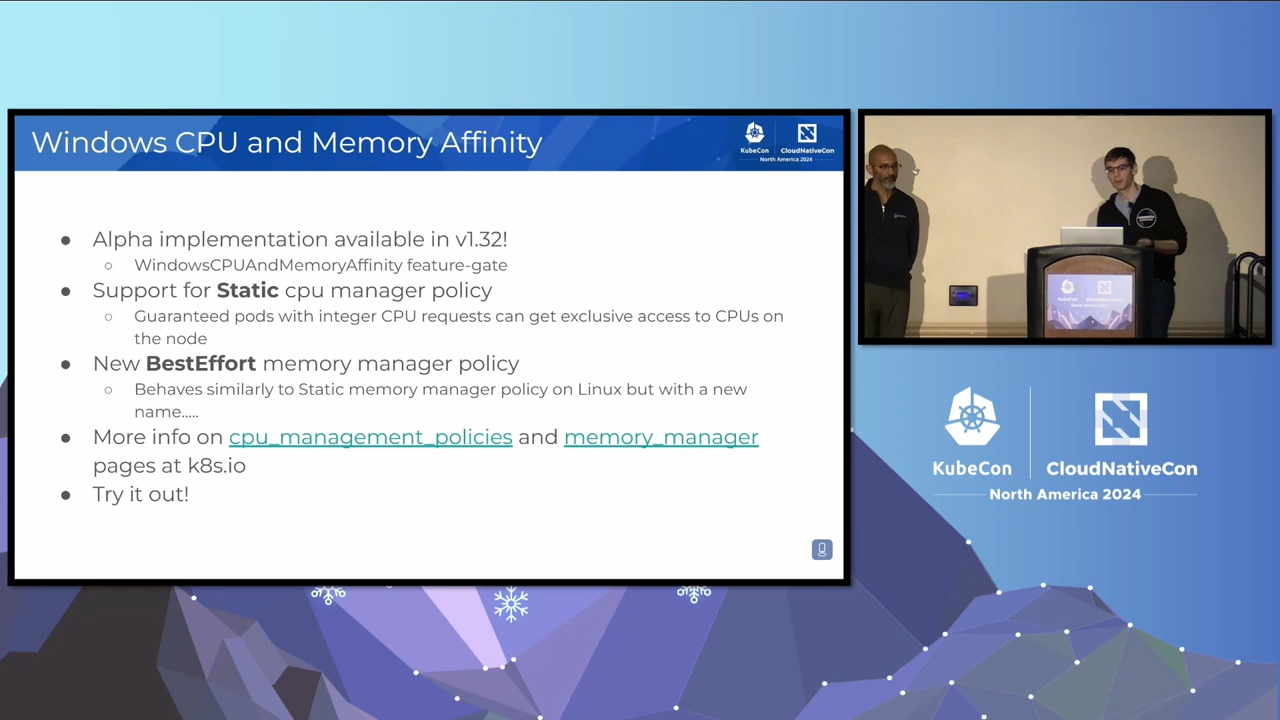 Windows CPU and Memory Affinity
KubeCon
CloudNativeCon
North America 2024
● Alpha implementation available in v1.32!
○ WindowsCPUAndMemoryAffinity feature-gate
● Support for Static cpu manager policy
○ Guaranteed pods with integer CPU requests can get exclusive access to CPUs on
the node
● New BestEffort memory manager policy
○ Behaves similarly to Static memory manager policy on Linux but with a new
name.....
● More info on cpu_management_policies and memory_manager
pages at k8s.io
● Try it out!
KubeCon
CloudNativeCon
North America 2024